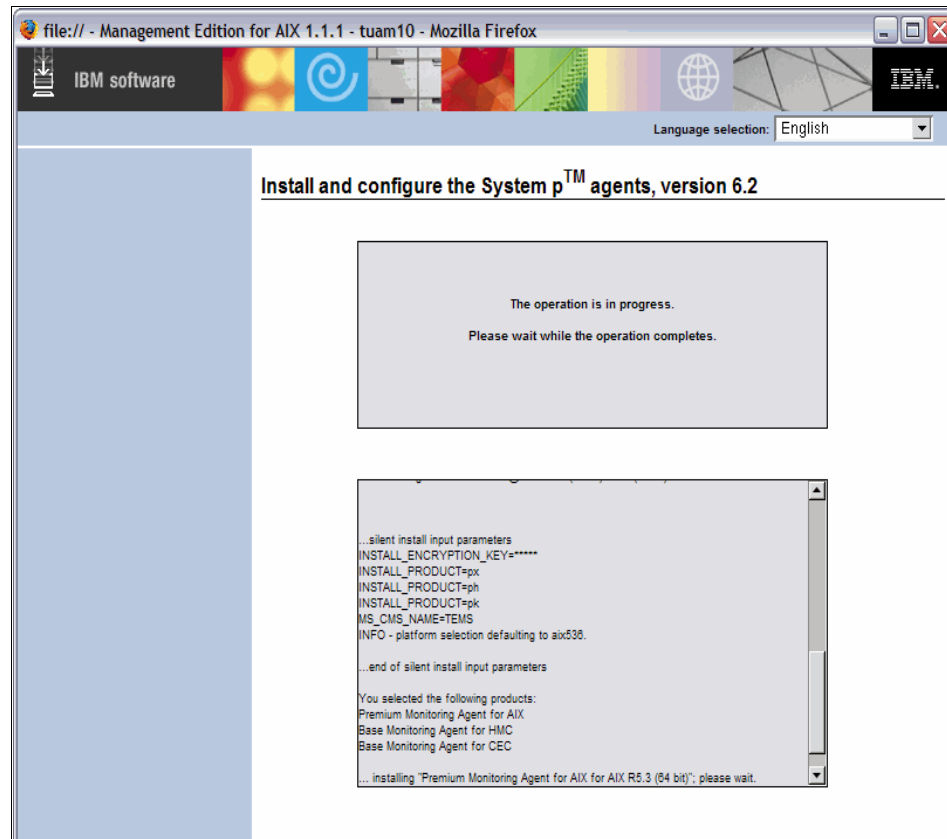 file:// - Management Edition for AIX 1.1.1 - tuam10 - Mozilla Firefox
IBM software
IBM.
Language selection: English
Install and configure the System p™ agents, version 6.2
The operation is in progress.
Please wait while the operation completes.
...silent install input parameters
INSTALL_ENCRYPTION_KEY=*****
INSTALL_PRODUCT=px
INSTALL_PRODUCT=ph
INSTALL_PRODUCT=pk
MS_CMS_NAME=TEMS
INFO - platform selection defaulting to aix536.
...end of silent install input parameters
You selected the following products:
Premium Monitoring Agent for AIX
Base Monitoring Agent for HMC
Base Monitoring Agent for CEC
... installing "Premium Monitoring Agent for AIX for AIX R5.3 (64 bit)"; please wait.